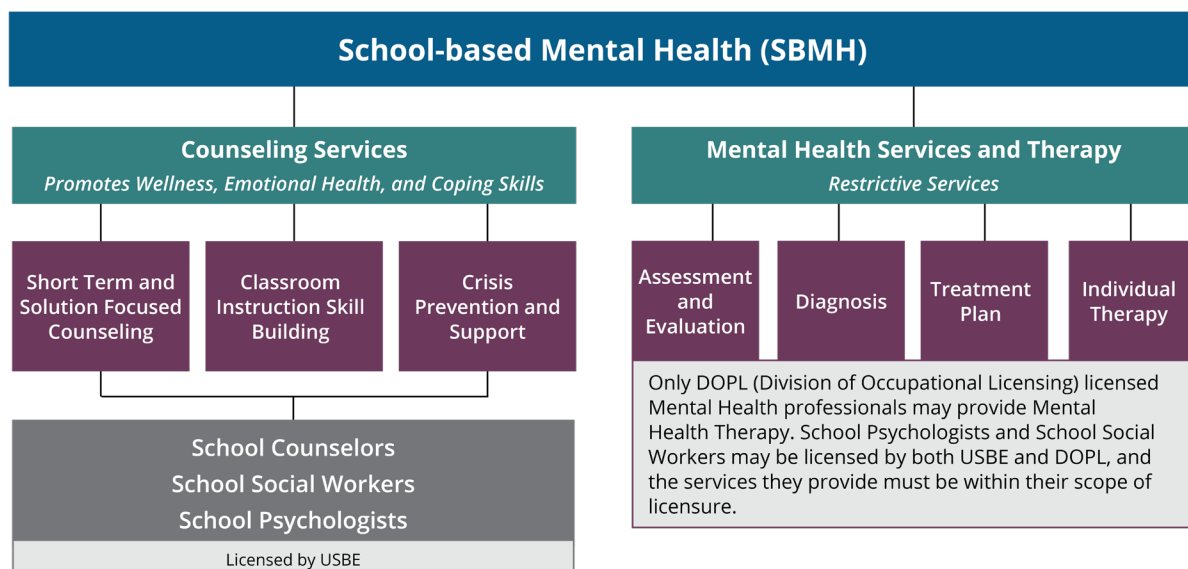 School-based Mental Health (SBMH)
Counseling Services
Promotes Wellness, Emotional Health, and Coping Skills
Short Term and
Solution Focused
Counseling
Classroom
Instruction Skill
Building
Crisis
Prevention and
Support
School Counselors
School Social Workers
School Psychologists
Licensed by USBE
Mental Health Services and Therapy
Restrictive Services
Assessment
and
Evaluation
Diagnosis
Treatment
Plan
Individual
Therapy
Only DOPL (Division of Occupational Licensing) licensed
Mental Health professionals may provide Mental
Health Therapy. School Psychologists and School Social
Workers may be licensed by both USBE and DOPL, and
the services they provide must be within their scope of
licensure.